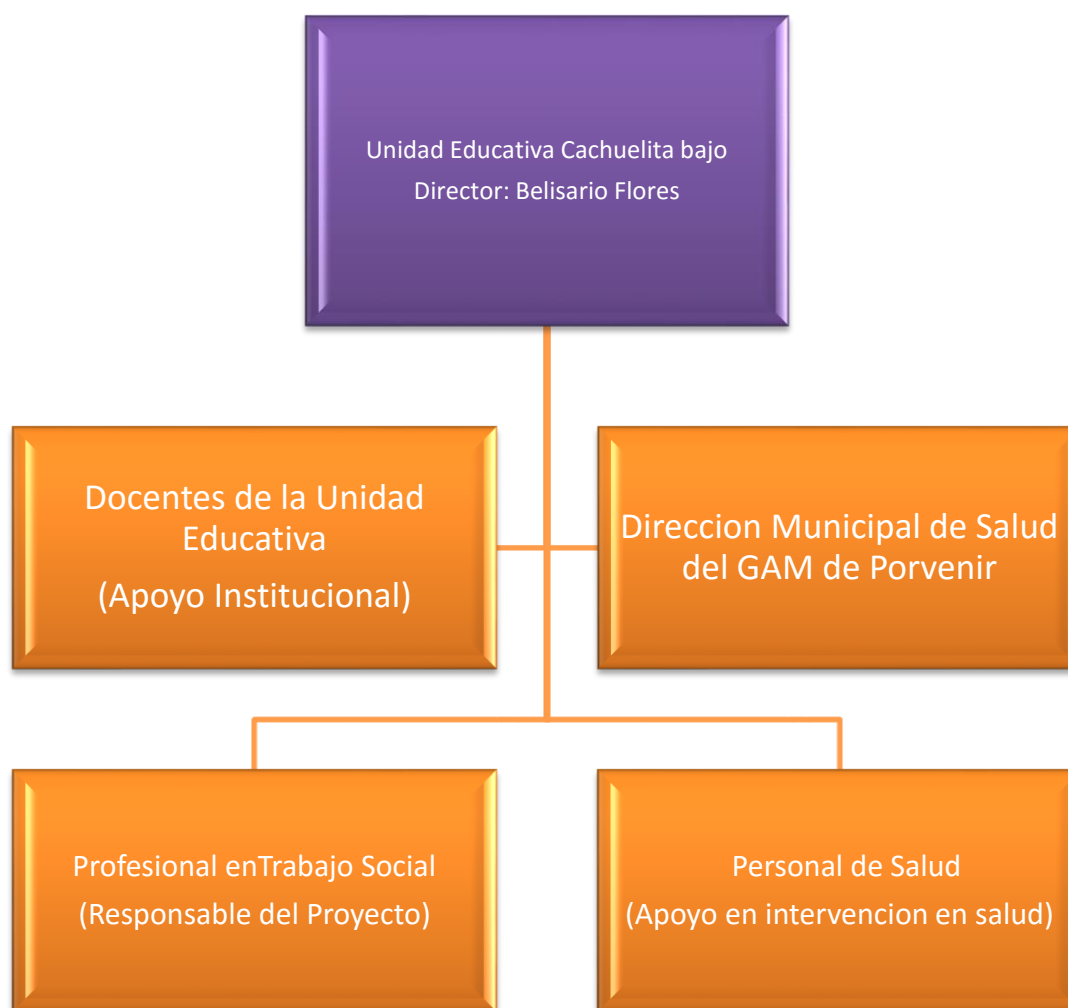 Unidad Educativa Cachuelita bajo
Director: Belisario Flores
Docentes de la Unidad
Educativa
(Apoyo Institucional)
Direccion Municipal de Salud
del GAM de Porvenir
Profesional enTrabajo Social
(Responsable del Proyecto)
Personal de Salud
(Apoyo en intervencion en salud)